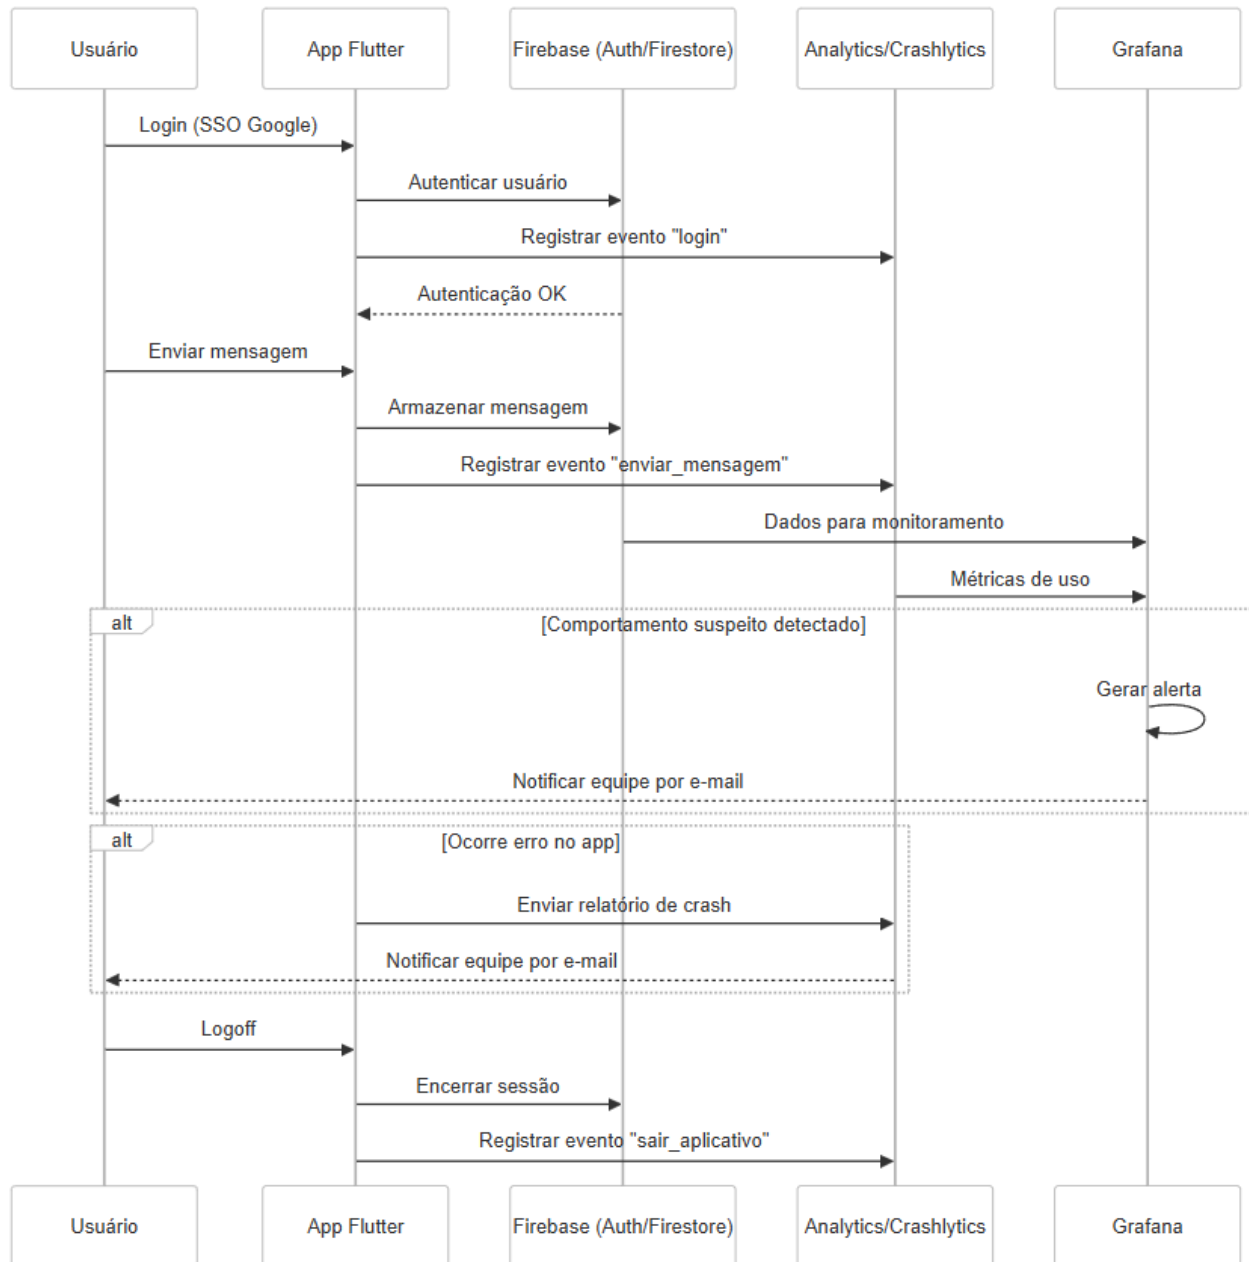 Usuário
App Flutter
Firebase (Auth/Firestore)
Analytics/Crashlytics
Grafana
Login (SSO Google)
Autenticar usuário
Registrar evento "login"
Autenticação OK
Enviar mensagem
Armazenar mensagem
Registrar evento "enviar_mensagem"
Dados para monitoramento
Métricas de uso
alt
[Comportamento suspeito detectado]
Gerar alerta
Notificar equipe por e-mail
alt
[Ocorre erro no app]
Enviar relatório de crash
Notificar equipe por e-mail
Logoff
Encerrar sessão
Registrar evento "sair_aplicativo"
Usuário
App Flutter
Firebase (Auth/Firestore)
Analytics/Crashlytics
Grafana